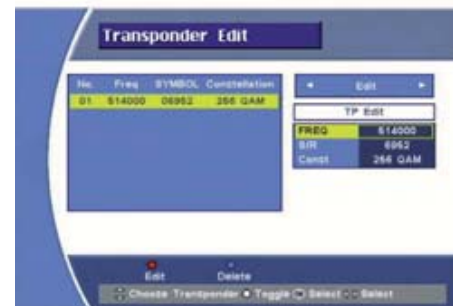 Transponder Edit
No. Freq SYMBOL Constellation
01 514000 06952 256 QAM
Edit
TP Edit
FREQ 514000
S/R 6952
Const 256 QAM
Edit Delete
Choose Transponder Toggle Select Select